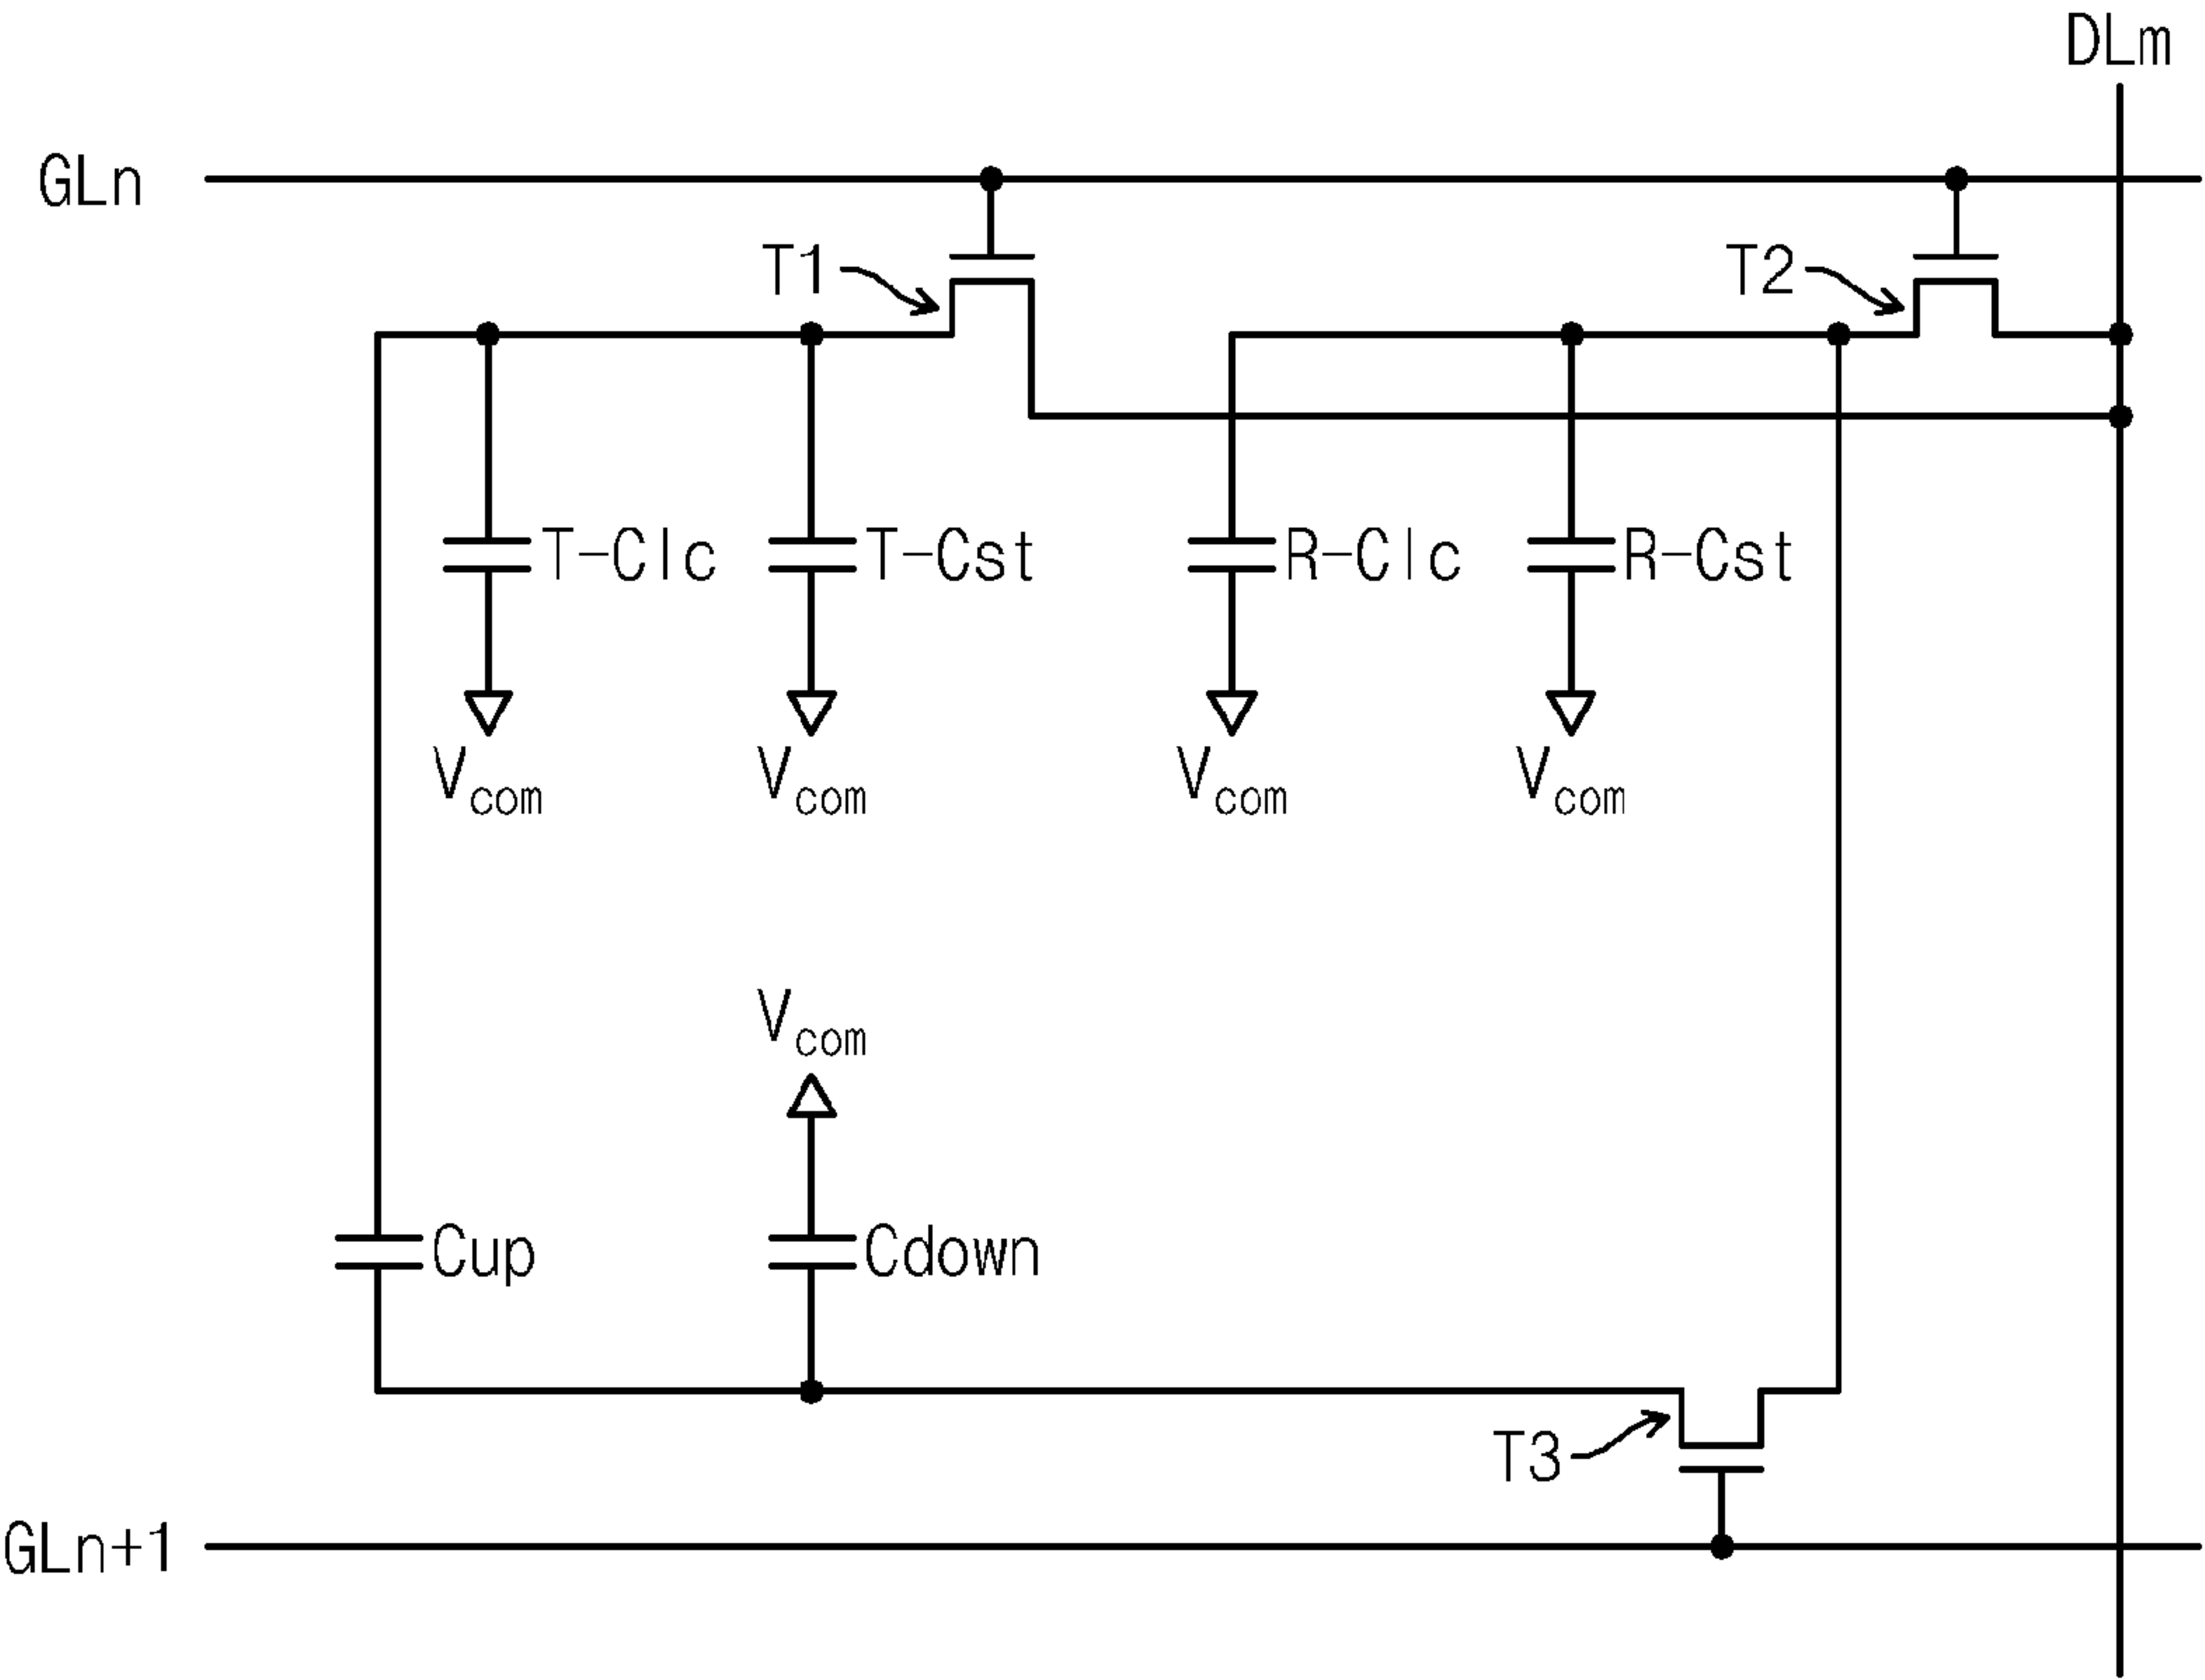 DLm
GLn
T1
T2
T-Clc
T-Cst
R-Clc
R-Cst
Vcom
Vcom
Vcom
Vcom
Vcom
Cup
Cdown
T3
GLn+1